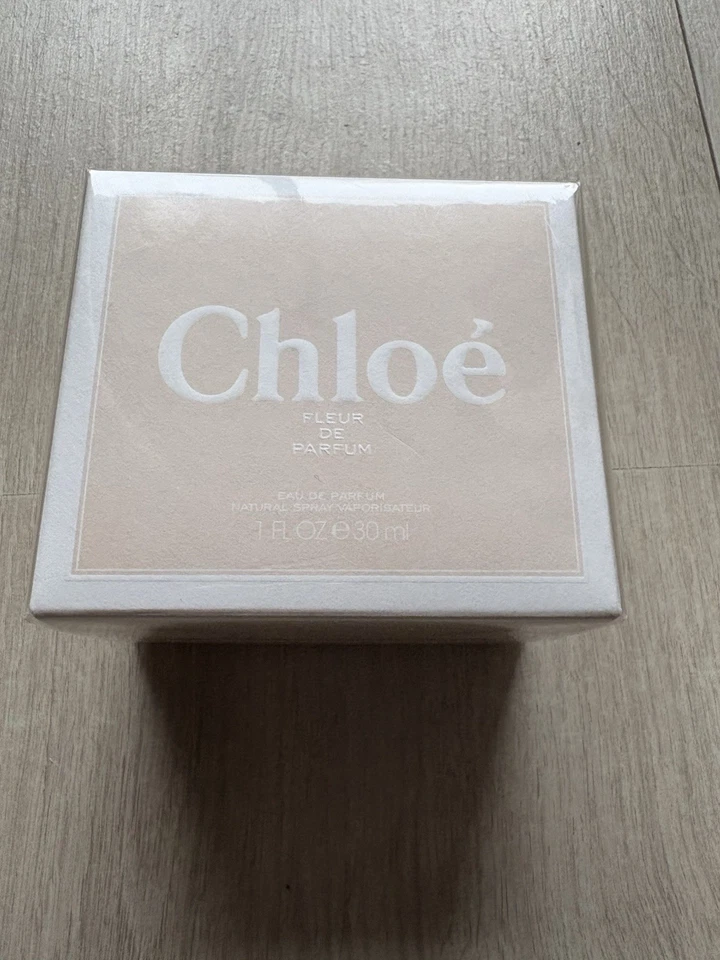 Chloé
FLEUR
DE
PARFUM
EAU DE PARFUM
NATURAL SPRAY VAPORISATEUR
1 FL OZ ℮ 30 ml